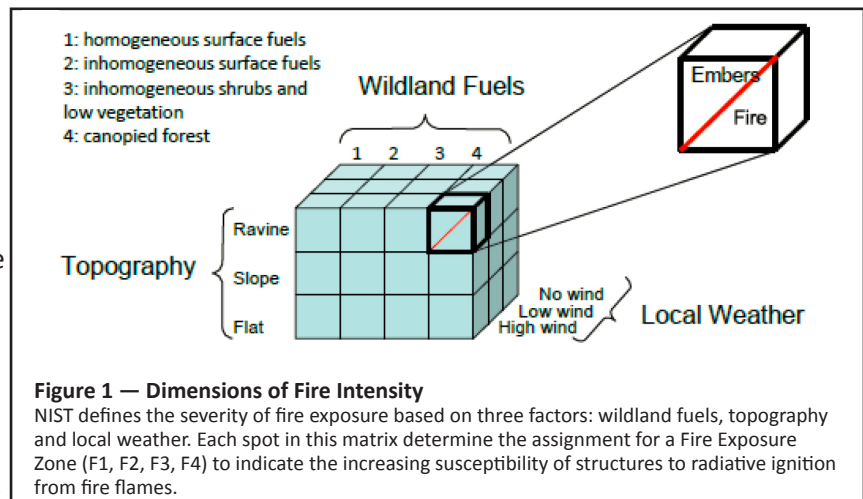 1: homogeneous surface fuels
2: inhomogeneous surface fuels
3: inhomogeneous shrubs and
low vegetation
4: canopied forest
Wildland Fuels
1 2 3 4
Embers
Fire
e
Topography
Ravine
Slope
Flat
No wind
Low wind
High wind
Local Weather
Figure 1 — Dimensions of Fire Intensity
NIST defines the severity of fire exposure based on three factors: wildland fuels, topography
and local weather. Each spot in this matrix determine the assignment for a Fire Exposure
Zone (F1, F2, F3, F4) to indicate the increasing susceptibility of structures to radiative ignition
from fire flames.